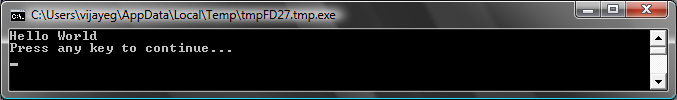 C:\Users\vijayeg\AppData\Local\Temp\tmpFD27.tmp.exe
Hello World
Press any key to continue...